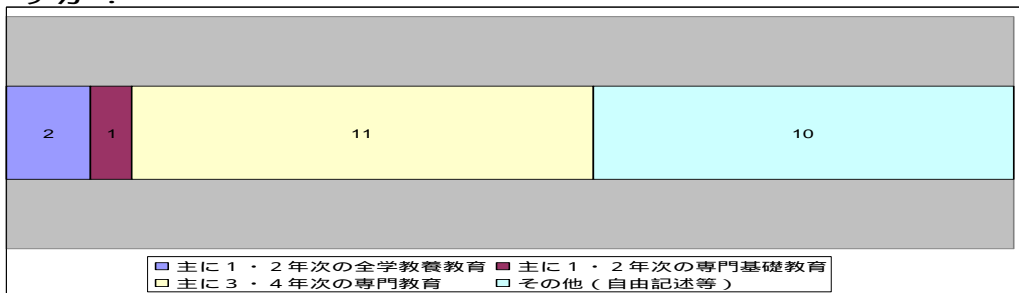 2 1 11 10
主に１・２年次の全学教養教育 主に１・２年次の専門基礎教育
主に３・４年次の専門教育 その他（自由記述等）